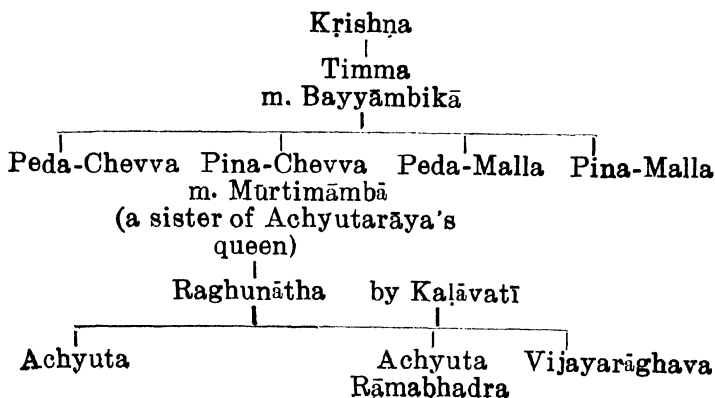 Kṛishṇa
Timma
m. Bayyāmbikā
Peda-Chevva Pina-Chevva Peda-Malla Pina-Malla
m. Mūrtimāmbā
(a sister of Achyutarāya's
queen)
Raghunātha by Kaḷāvatī
Achyuta Achyuta Vijayarāghava
Rāmabhadra